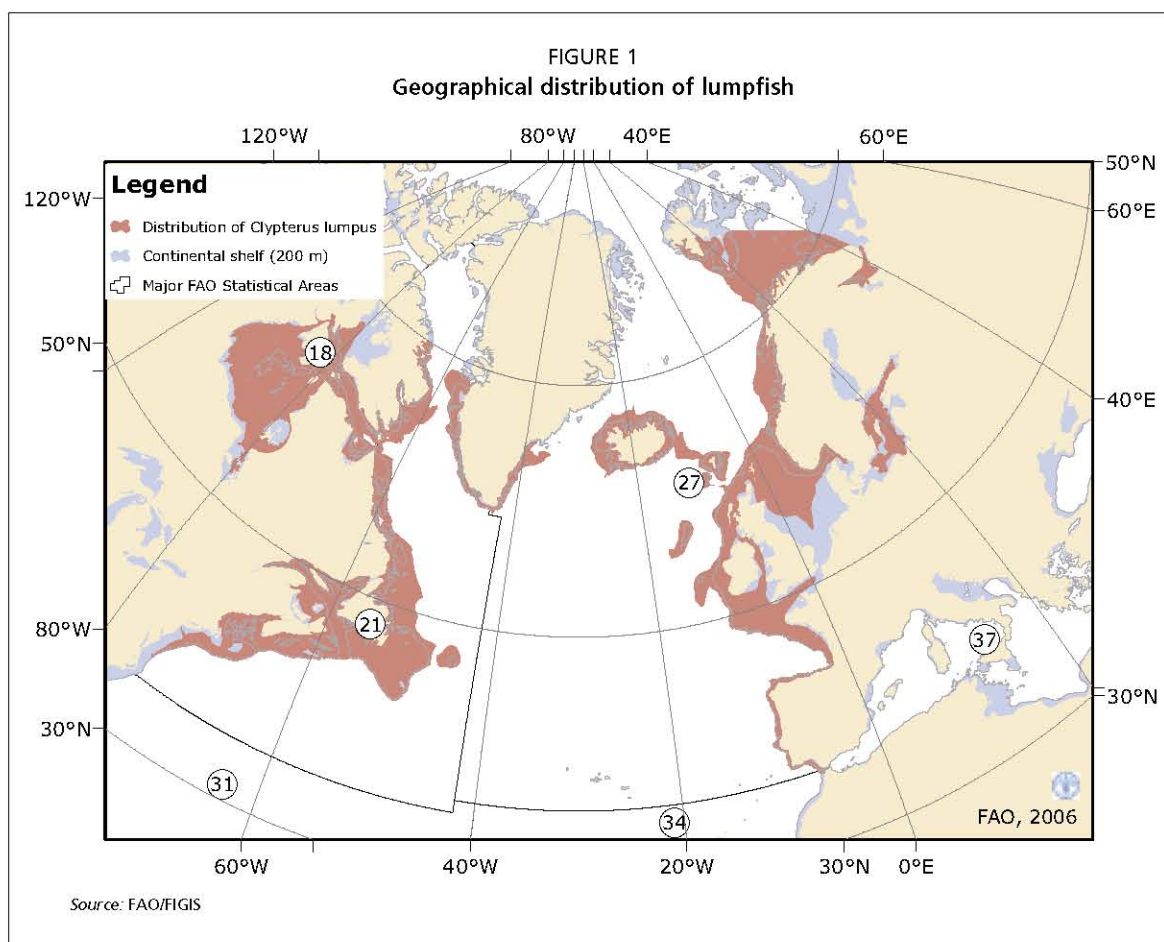 FIGURE 1
Geographical distribution of lumpfish
120°W 80°W 40°E 60°E
50°N
60°E
120°W
Legend
Distribution of Clypterus lumpus
Continental shelf (200 m)
Major FAO Statistical Areas
50°N
18
40°E
27
21
80°W
37
30°N
30°N
31
34
FAO, 2006
60°W 40°W 20°W 30°N 0°E
Source: FAO/FIGIS